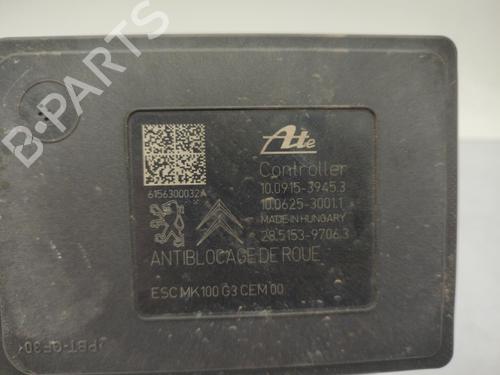 B-PARTS
Ate
Controller
10.0915-3945.3
10.0625-3001.1
MADE IN HUNGARY
28.5153-9706.3
6156300032A
ANTIBLOCAGE DE ROUE
ESC MK100 G3 CEM 00